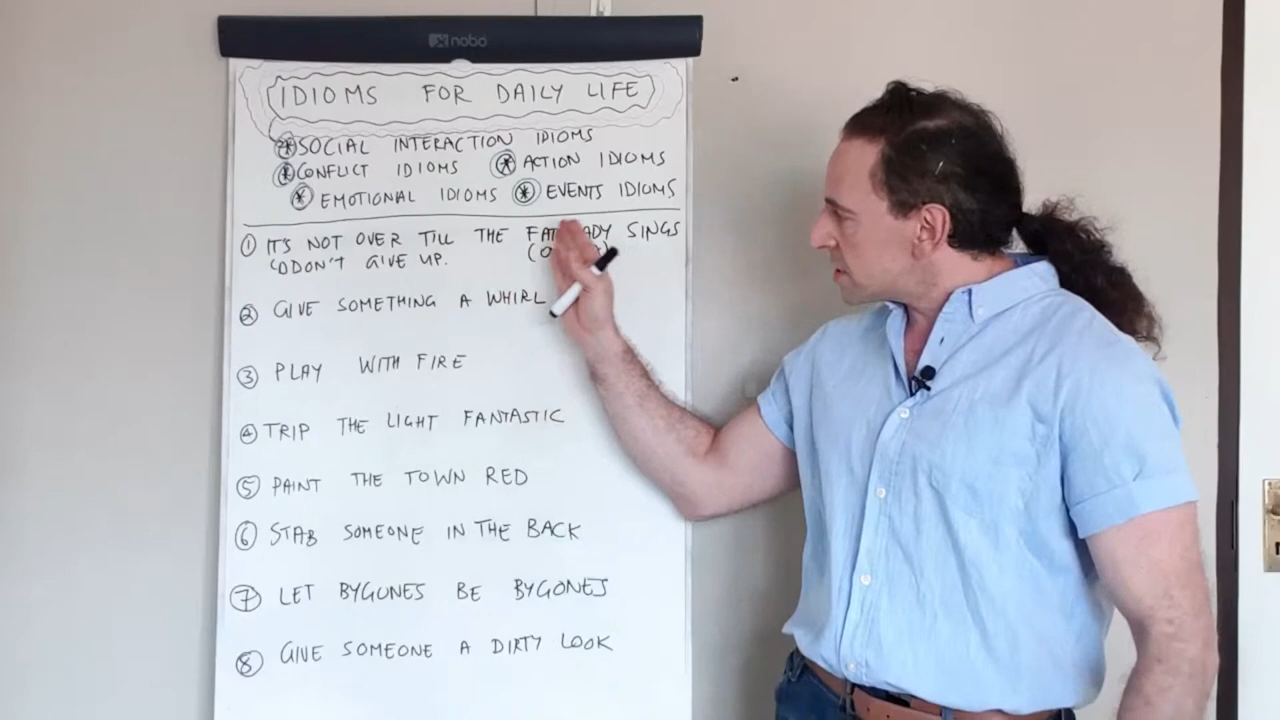 nobo
IDIOMS FOR DAILY LIFE
* SOCIAL INTERACTION IDIOMS
* CONFLICT IDIOMS * ACTION IDIOMS
* EMOTIONAL IDIOMS * EVENTS IDIOMS
① IT'S NOT OVER TILL THE SINGS
DON'T GIVE UP.
② GIVE SOMETHING A WHIRL
③ PLAY WITH FIRE
④ TRIP THE LIGHT FANTASTIC
⑤ PAINT THE TOWN RED
⑥ STAB SOMEONE IN THE BACK
⑦ LET BYGONES BE BYGONES
⑧ GIVE SOMEONE A DIRTY LOOK